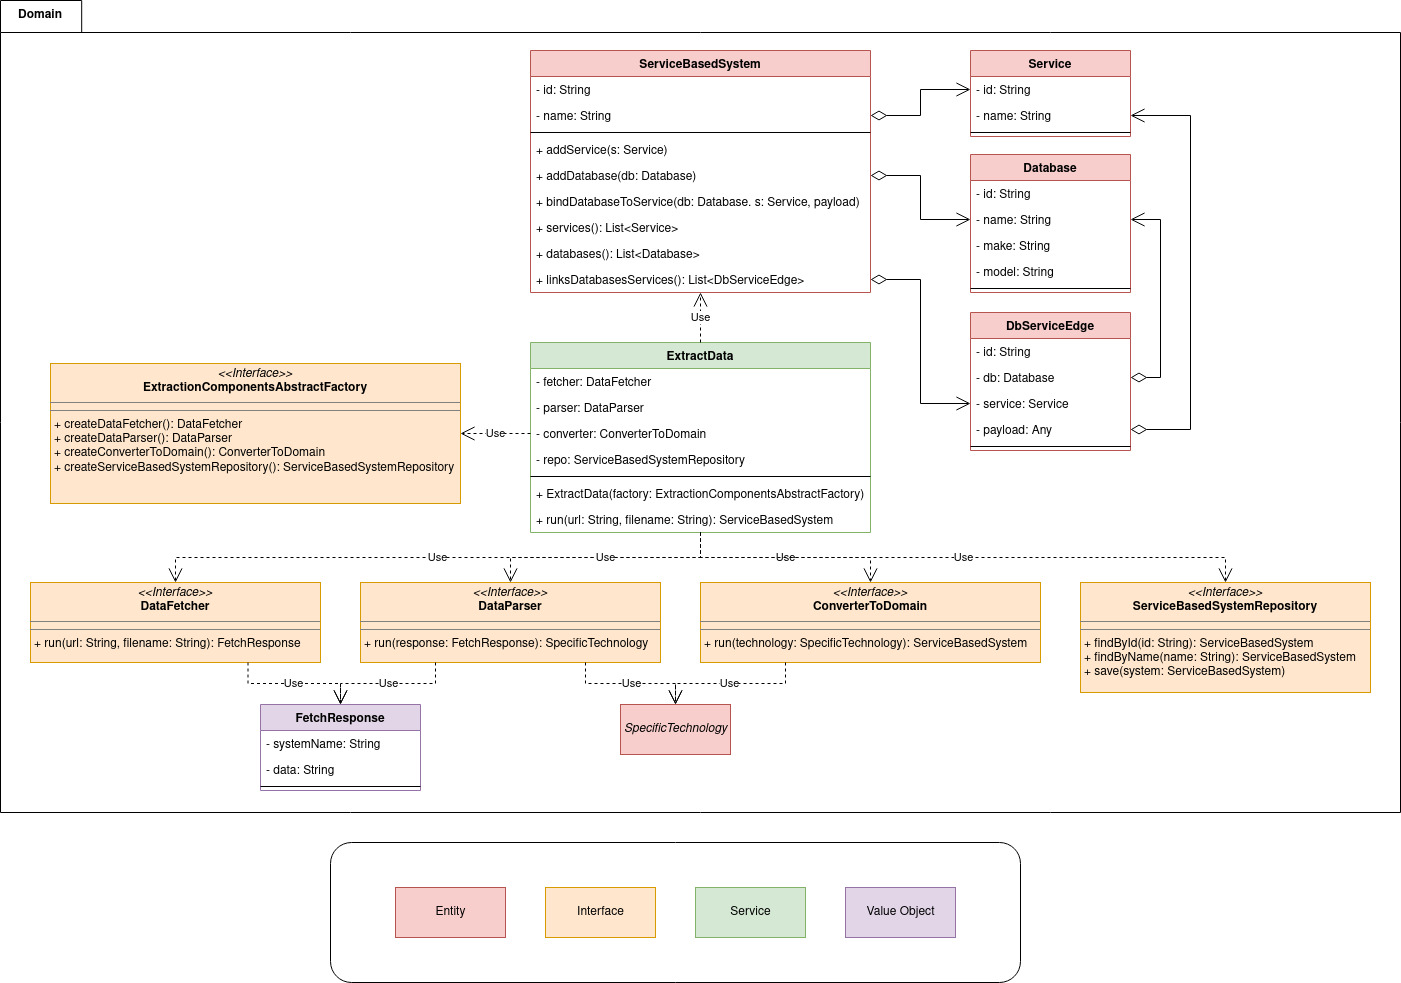 Domain
ServiceBasedSystem
- id: String
- name: String
+ addService(s: Service)
+ addDatabase(db: Database)
+ bindDatabaseToService(db: Database. s: Service, payload)
+ services(): List<Service>
+ databases(): List<Database>
+ linksDatabasesServices(): List<DbServiceEdge>
Service
- id: String
- name: String
Database
- id: String
- name: String
- make: String
- model: String
DbServiceEdge
- id: String
- db: Database
- service: Service
- payload: Any
Use
ExtractData
- fetcher: DataFetcher
- parser: DataParser
- converter: ConverterToDomain
- repo: ServiceBasedSystemRepository
+ ExtractData(factory: ExtractionComponentsAbstractFactory)
+ run(url: String, filename: String): ServiceBasedSystem
Use
<<Interface>>
ExtractionComponentsAbstractFactory
+ createDataFetcher(): DataFetcher
+ createDataParser(): DataParser
+ createConverterToDomain(): ConverterToDomain
+ createServiceBasedSystemRepository(): ServiceBasedSystemRepository
Use
Use
Use
Use
<<Interface>>
DataFetcher
+ run(url: String, filename: String): FetchResponse
<<Interface>>
DataParser
+ run(response: FetchResponse): SpecificTechnology
<<Interface>>
ConverterToDomain
+ run(technology: SpecificTechnology): ServiceBasedSystem
<<Interface>>
ServiceBasedSystemRepository
+ findById(id: String): ServiceBasedSystem
+ findByName(name: String): ServiceBasedSystem
+ save(system: ServiceBasedSystem)
Use
Use
Use
Use
FetchResponse
- systemName: String
- data: String
SpecificTechnology
Entity
Interface
Service
Value Object